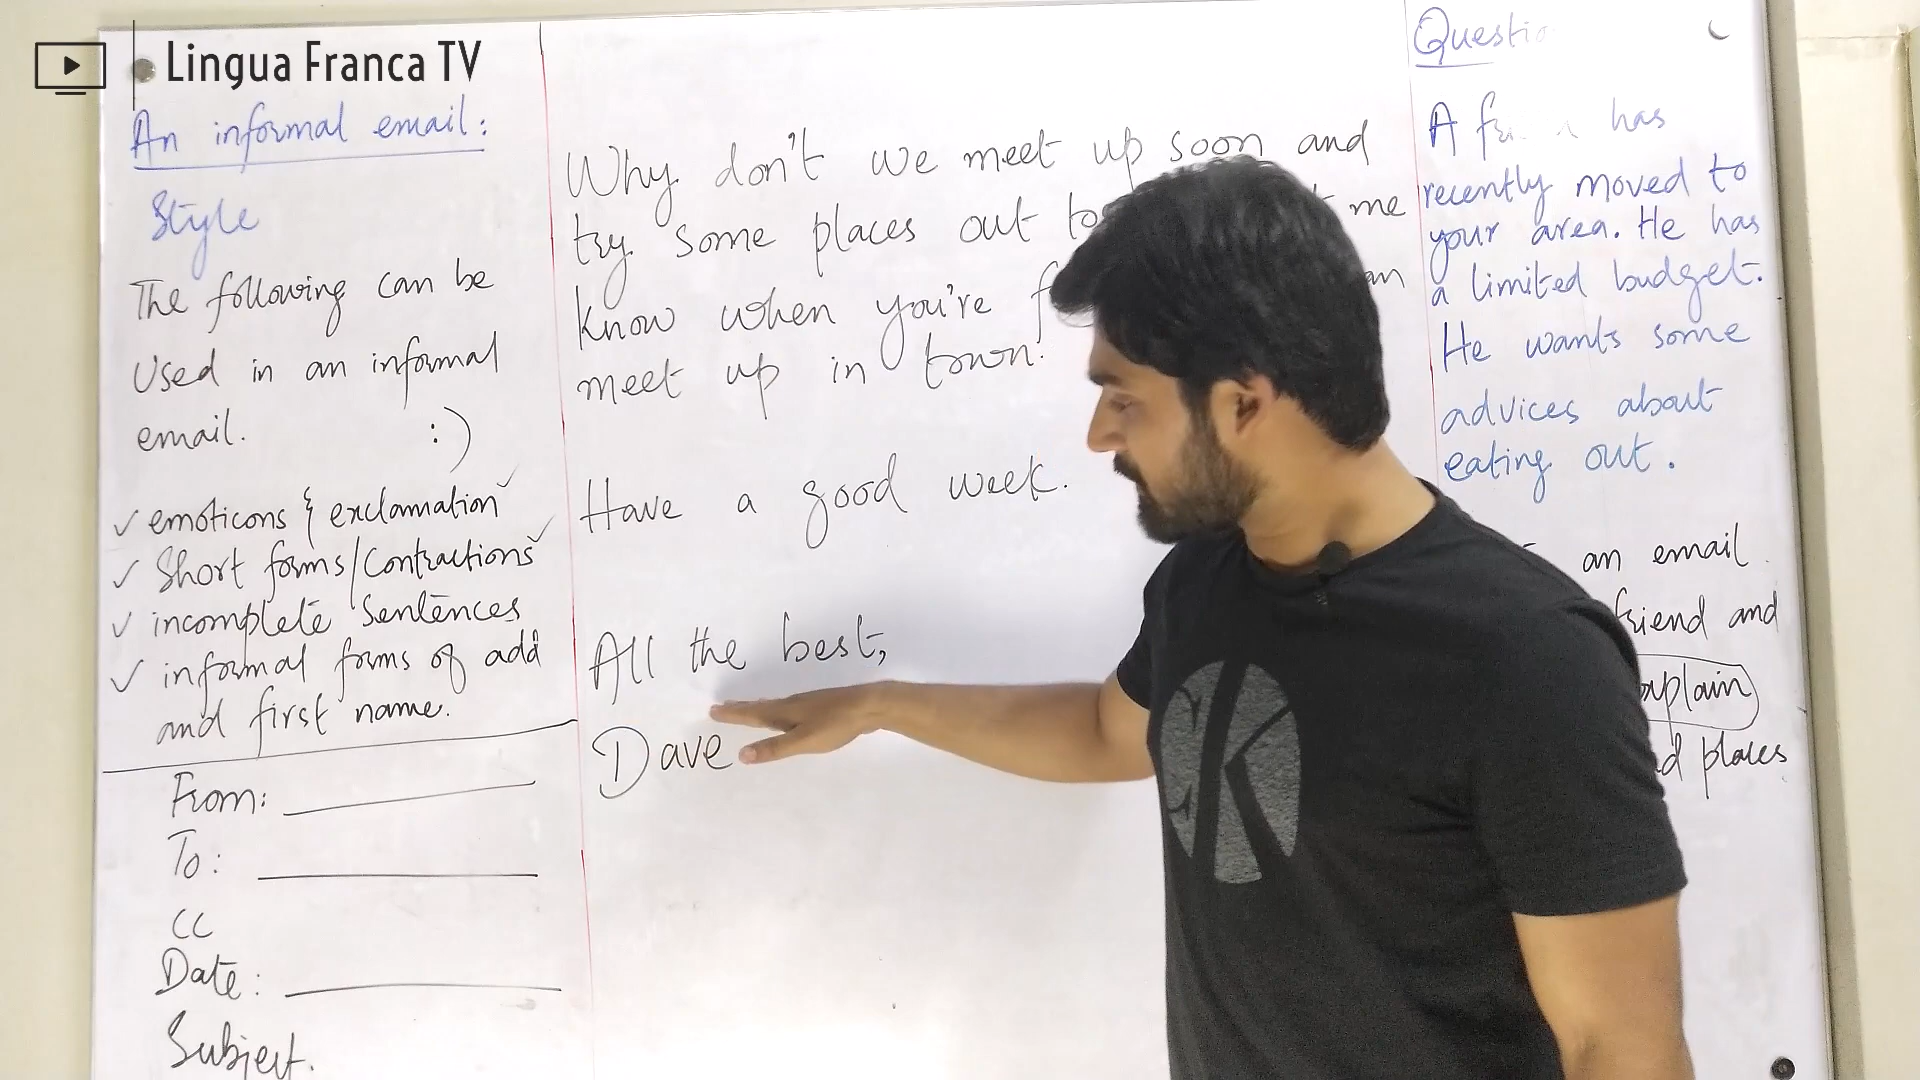 Lingua Franca TV
An informal email:
Style
The following can be
Used in an informal
email. :)
✓ emoticons & exclamation ✓
✓ Short forms/Contractions ✓
✓ incomplete Sentences
✓ informal forms of add
and first name.
From:
To:
CC
Date:
Subject.
Why don't we meet up soon and
try some places out me
know when you're
meet up in town.
Have a good week.
All the best,
Dave
Questio
A has
recently moved to
your area. He has
a limited budget.
He wants some
advices about
eating out.
an email.
friend and
explain
places
CK